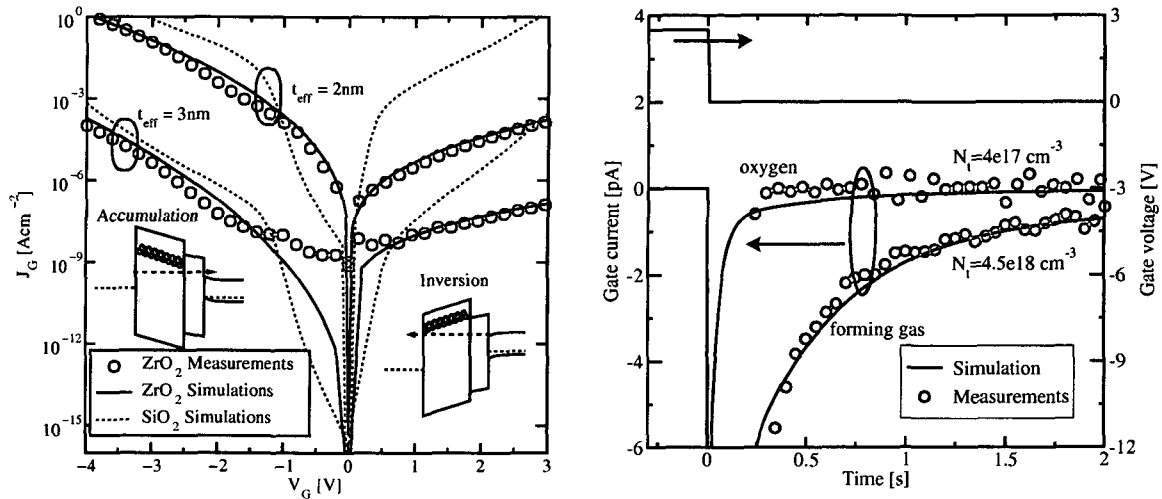 10^0
10^-3
10^-6
10^-9
10^-12
10^-15
J_G [Acm^-2]
t_eff = 2nm
t_eff = 3nm
Accumulation
Inversion
ZrO_2 Measurements
ZrO_2 Simulations
SiO_2 Simulations
−4 −3 −2 −1 0 1 2 3
V_G [V]
4
2
0
−2
−4
−6
Gate current [pA]
3
0
−3
−6
−9
−12
Gate voltage [V]
oxygen
N_t=4e17 cm^-3
N_t=4.5e18 cm^-3
forming gas
Simulation
Measurements
0 0.5 1 1.5 2
Time [s]